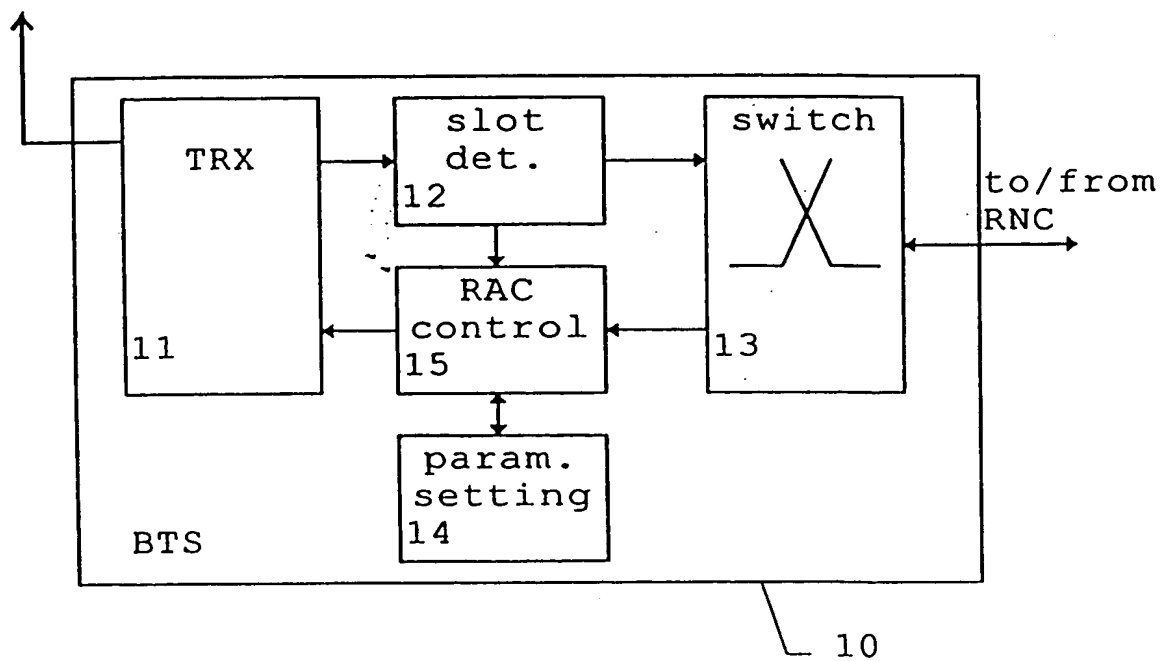 slot
det.
12
switch
TRX
to/from
RNC
RAC
control
15
11
13
param.
setting
14
BTS
10